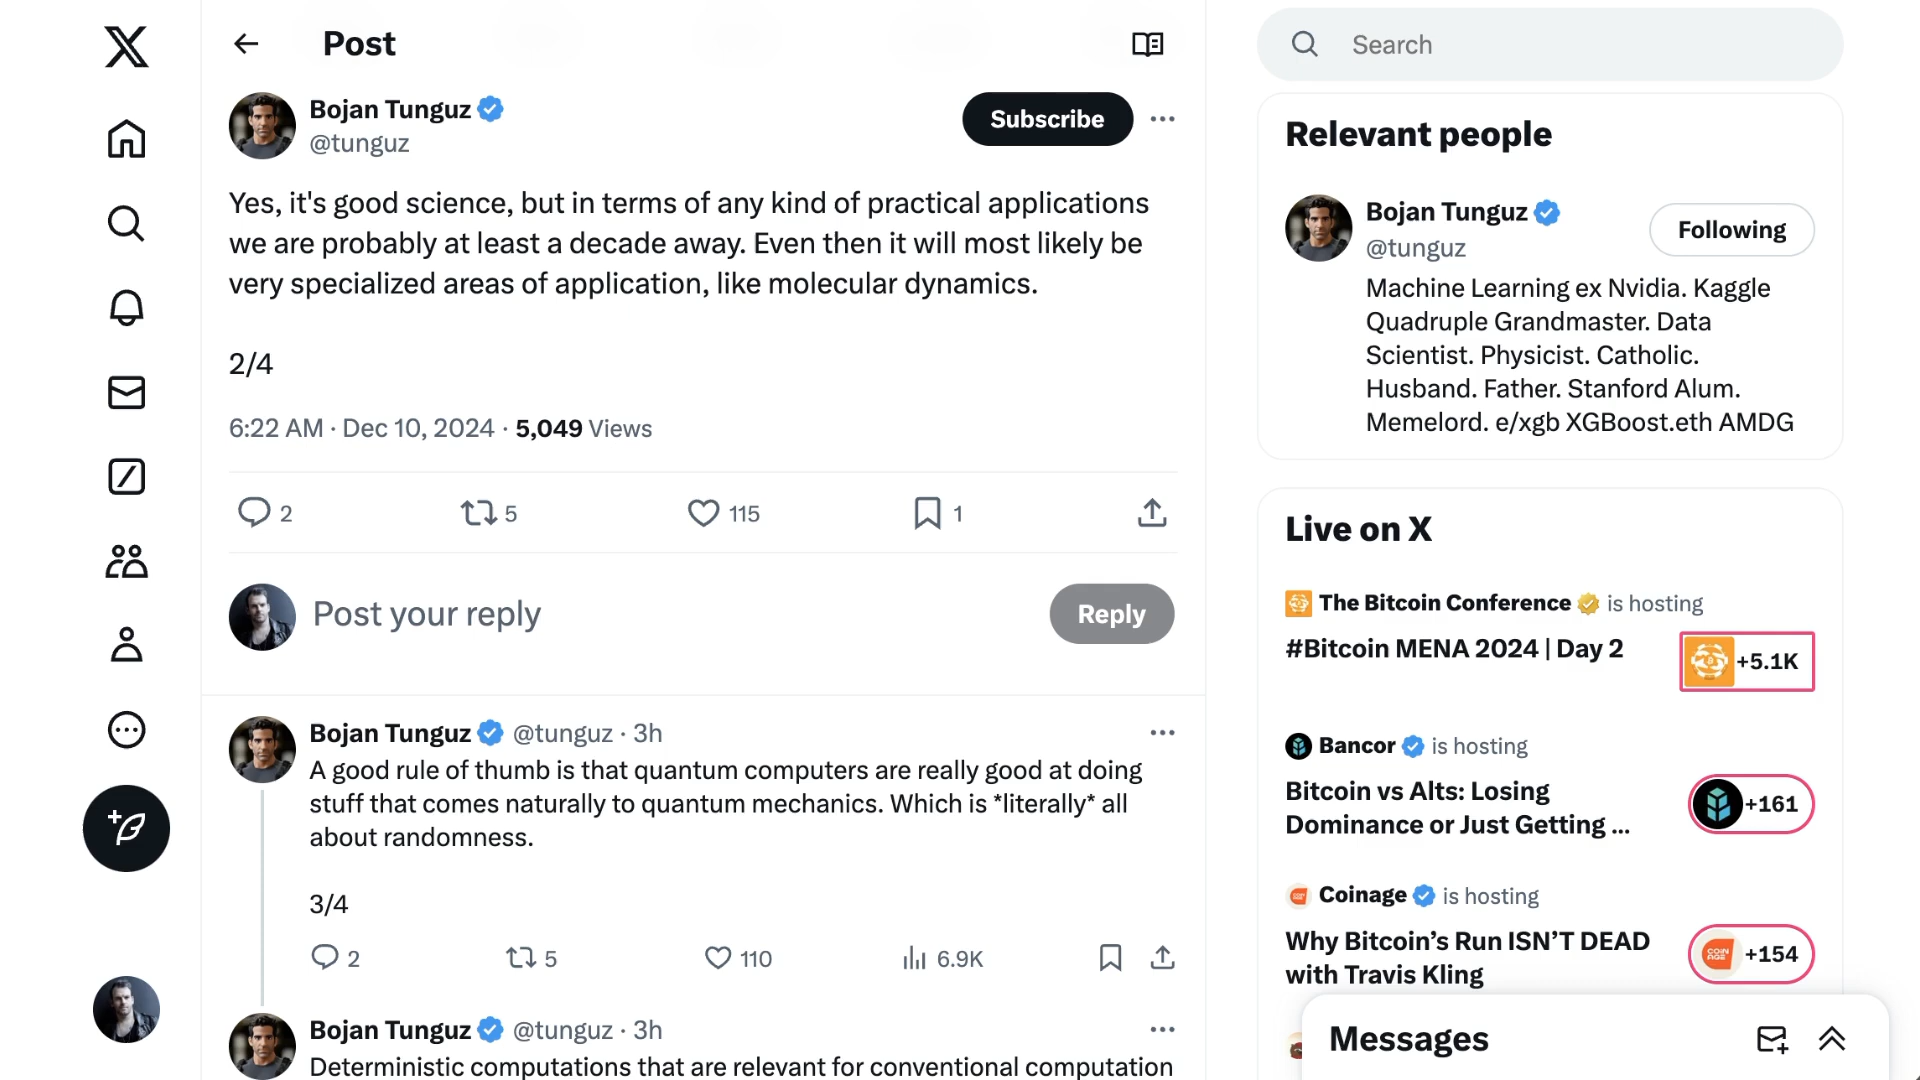 Post
Search
Bojan Tunguz
@tunguz
Subscribe
Yes, it's good science, but in terms of any kind of practical applications
we are probably at least a decade away. Even then it will most likely be
very specialized areas of application, like molecular dynamics.
2/4
6:22 AM · Dec 10, 2024 · 5,049 Views
2 5 115 1
Post your reply
Reply
Bojan Tunguz @tunguz · 3h
A good rule of thumb is that quantum computers are really good at doing
stuff that comes naturally to quantum mechanics. Which is *literally* all
about randomness.
3/4
2 5 110 6.9K
Bojan Tunguz @tunguz · 3h
Deterministic computations that are relevant for conventional computation
Relevant people
Bojan Tunguz
@tunguz
Following
Machine Learning ex Nvidia. Kaggle
Quadruple Grandmaster. Data
Scientist. Physicist. Catholic.
Husband. Father. Stanford Alum.
Memelord. e/xgb XGBoost.eth AMDG
Live on X
The Bitcoin Conference is hosting
#Bitcoin MENA 2024 | Day 2
+5.1K
Bancor is hosting
Bitcoin vs Alts: Losing
Dominance or Just Getting ...
+161
Coinage is hosting
Why Bitcoin’s Run ISN’T DEAD
with Travis Kling
+154
Messages